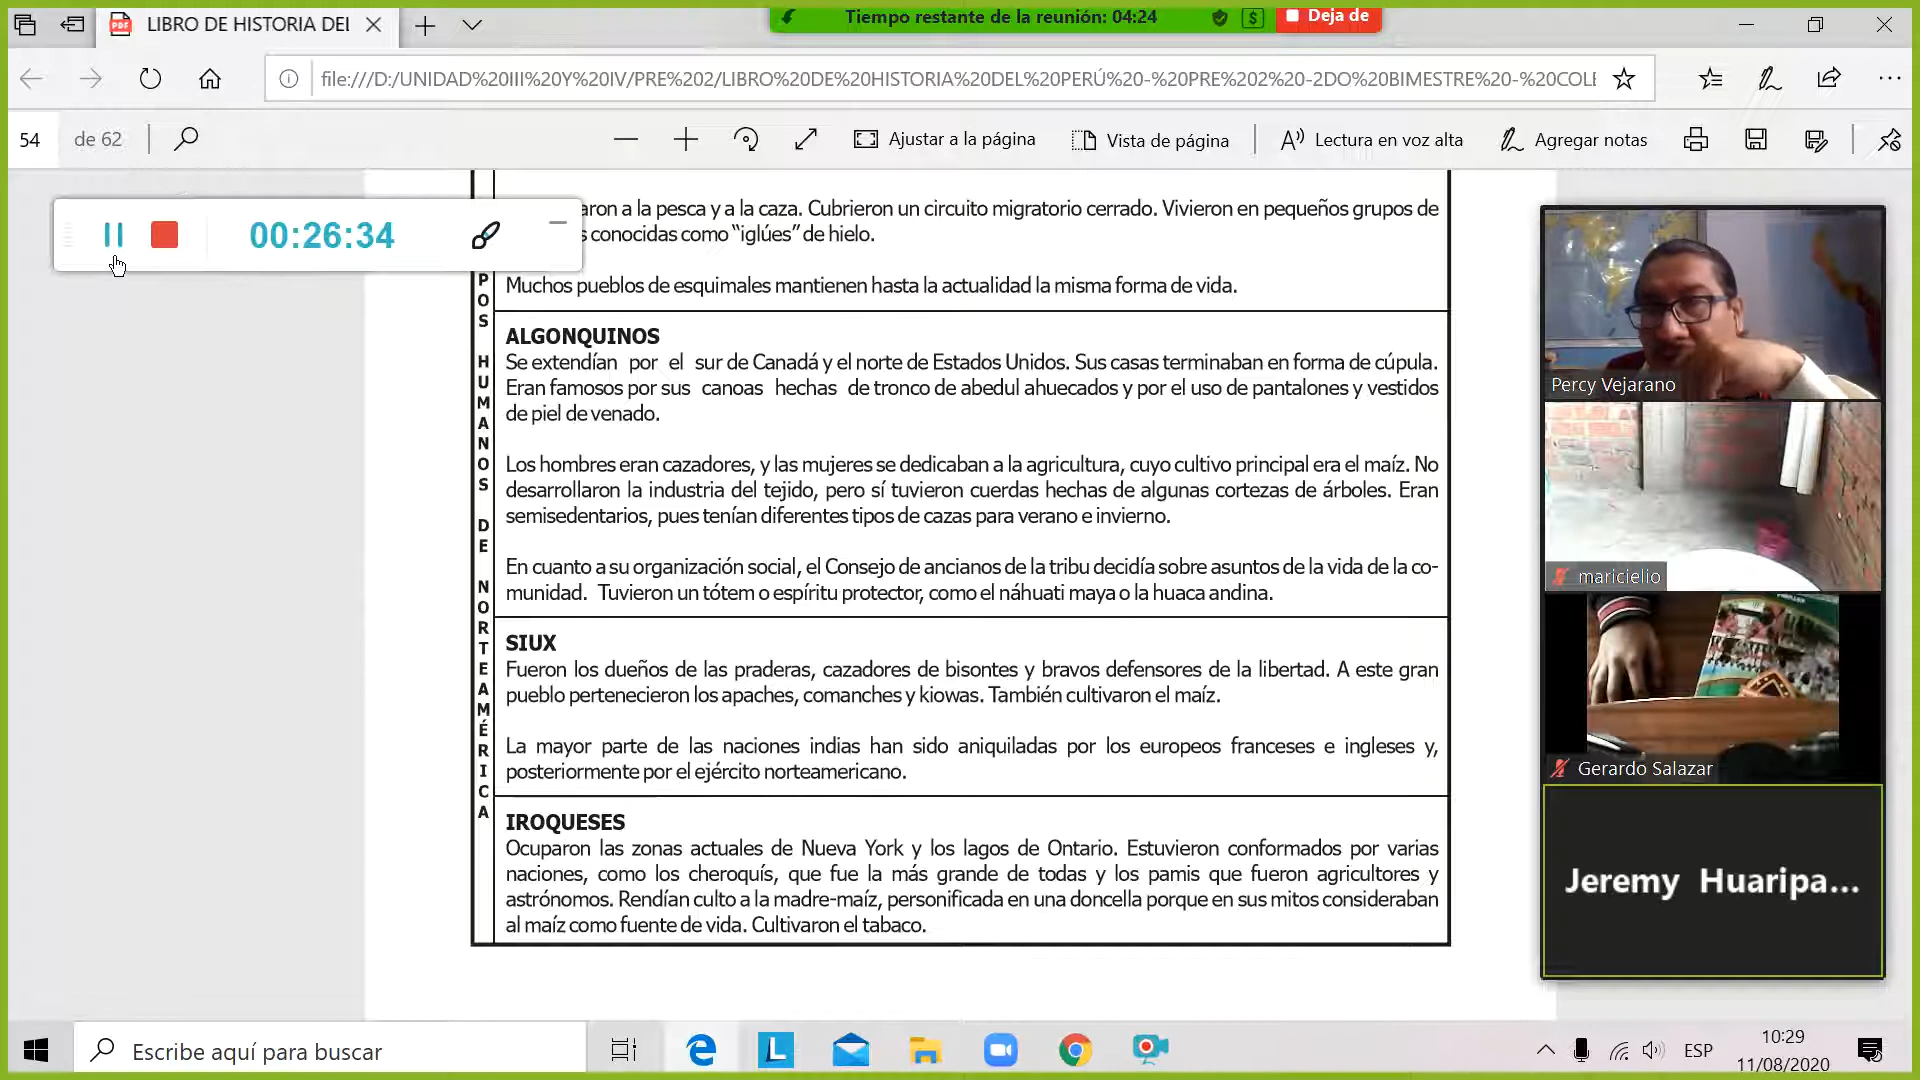 LIBRO DE HISTORIA DEL
Tiempo restante de la reunión: 04:24
Deja de
file:///D:/UNIDAD%20III%20Y%20IV/PRE%202/LIBRO%20DE%20HISTORIA%20DEL%20PERÚ%20-%20PRE%202%20-2DO%20BIMESTRE%20-%20COLE
54 de 62
Ajustar a la página
Vista de página
Lectura en voz alta
Agregar notas
00:26:34
aron a la pesca y a la caza. Cubrieron un circuito migratorio cerrado. Vivieron en pequeños grupos de
s conocidas como “iglúes” de hielo.
Muchos pueblos de esquimales mantienen hasta la actualidad la misma forma de vida.
POS HUMANOS DE NORTEAMÉRICA
ALGONQUINOS
Se extendían por el sur de Canadá y el norte de Estados Unidos. Sus casas terminaban en forma de cúpula.
Eran famosos por sus canoas hechas de tronco de abedul ahuecados y por el uso de pantalones y vestidos
de piel de venado.
Los hombres eran cazadores, y las mujeres se dedicaban a la agricultura, cuyo cultivo principal era el maíz. No
desarrollaron la industria del tejido, pero sí tuvieron cuerdas hechas de algunas cortezas de árboles. Eran
semisedentarios, pues tenían diferentes tipos de cazas para verano e invierno.
En cuanto a su organización social, el Consejo de ancianos de la tribu decidía sobre asuntos de la vida de la co-
munidad. Tuvieron un tótem o espíritu protector, como el náhuati maya o la huaca andina.
SIUX
Fueron los dueños de las praderas, cazadores de bisontes y bravos defensores de la libertad. A este gran
pueblo pertenecieron los apaches, comanches y kiowas. También cultivaron el maíz.
La mayor parte de las naciones indias han sido aniquiladas por los europeos franceses e ingleses y,
posteriormente por el ejército norteamericano.
IROQUESES
Ocuparon las zonas actuales de Nueva York y los lagos de Ontario. Estuvieron conformados por varias
naciones, como los cheroquís, que fue la más grande de todas y los pamis que fueron agricultores y
astrónomos. Rendían culto a la madre-maíz, personificada en una doncella porque en sus mitos consideraban
al maíz como fuente de vida. Cultivaron el tabaco.
Percy Vejarano
maricielio
Gerardo Salazar
Jeremy Huaripa...
Escribe aquí para buscar
ESP
10:29
11/08/2020